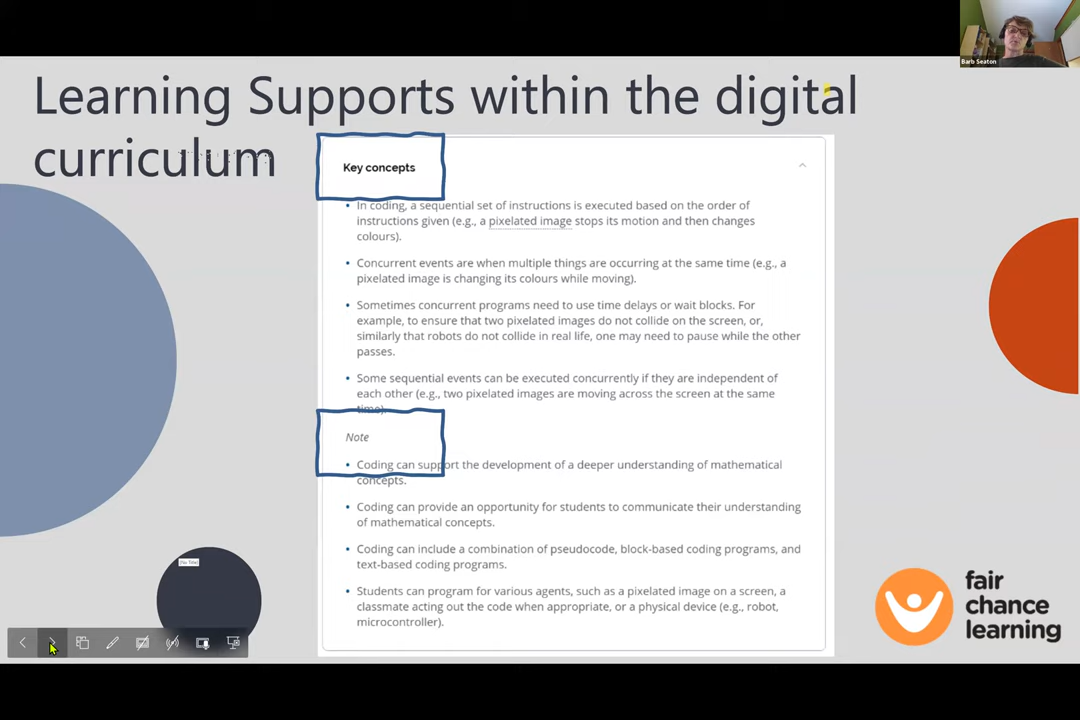 Barb Seaton
Learning Supports within the digital
curriculum
Key concepts
• In coding, a sequential set of instructions is executed based on the order of
instructions given (e.g., a pixelated image stops its motion and then changes
colours).
• Concurrent events are when multiple things are occurring at the same time (e.g., a
pixelated image is changing its colours while moving).
• Sometimes concurrent programs need to use time delays or wait blocks. For
example, to ensure that two pixelated images do not collide on the screen, or,
similarly that robots do not collide in real life, one may need to pause while the other
passes.
• Some sequential events can be executed concurrently if they are independent of
each other (e.g., two pixelated images are moving across the screen at the same
time).
Note
• Coding can support the development of a deeper understanding of mathematical
concepts.
• Coding can provide an opportunity for students to communicate their understanding
of mathematical concepts.
• Coding can include a combination of pseudocode, block-based coding programs, and
text-based coding programs.
• Students can program for various agents, such as a pixelated image on a screen, a
classmate acting out the code when appropriate, or a physical device (e.g., robot,
microcontroller).
(No Title)
fair
chance
learning